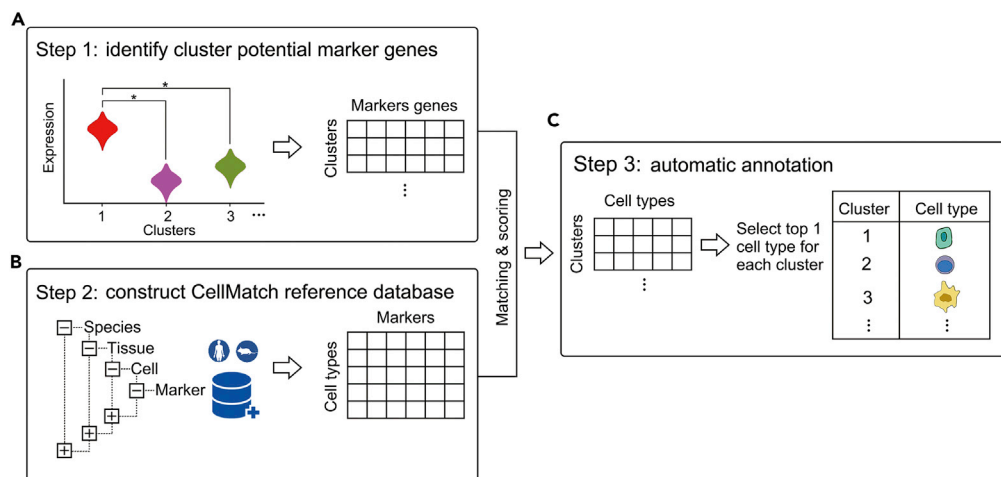 A
Step 1: identify cluster potential marker genes
Expression
*
*
1
2
3
...
Clusters
Markers genes
Clusters
...
B
Step 2: construct CellMatch reference database
Species
Tissue
Cell
Marker
Markers
Cell types
Matching & scoring
C
Step 3: automatic annotation
Cell types
Clusters
...
Select top 1
cell type for
each cluster
Cluster Cell type
1
2
3
... ...